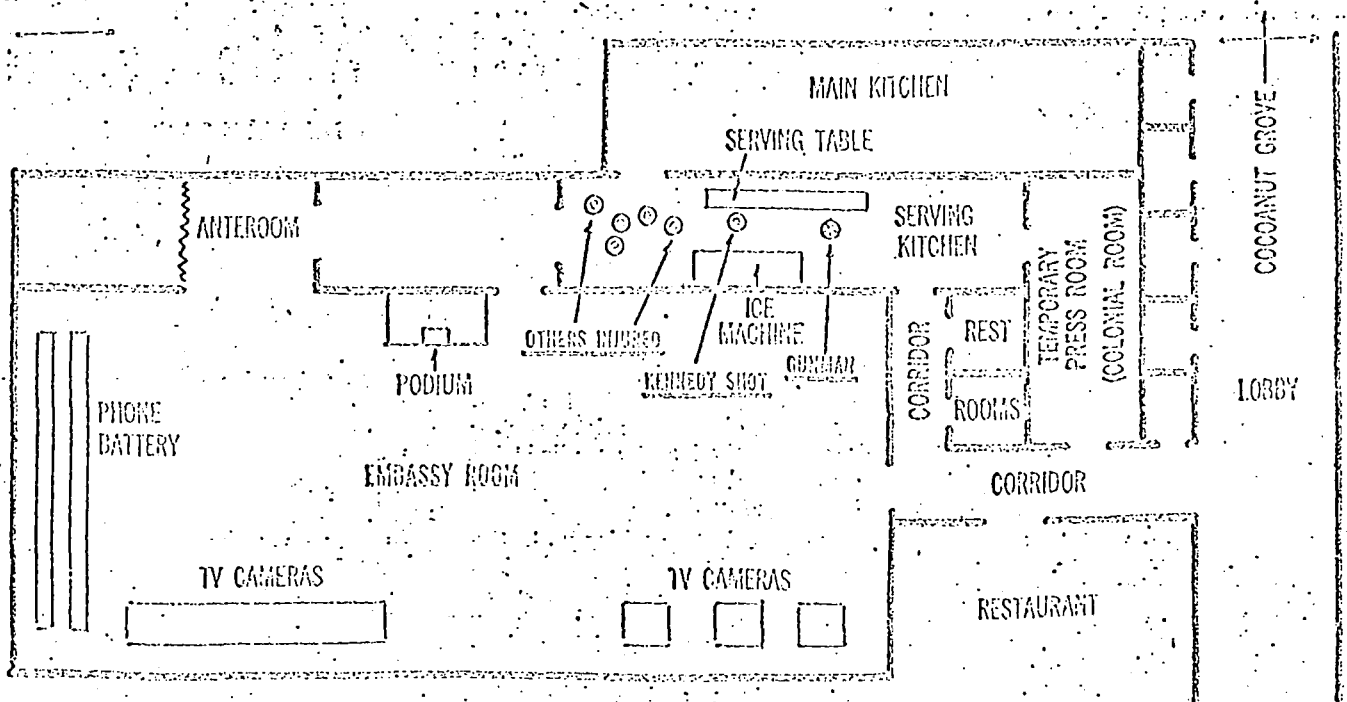 MAIN KITCHEN
SERVING TABLE
ANTEROOM
SERVING
KITCHEN
TEMPORARY
PRESS ROOM
(COLONIAL ROOM)
COCOANUT GROVE
OTHERS INJURED
ICE
MACHINE
GUNMAN
KENNEDY SHOT
PODIUM
CORRIDOR
REST
ROOMS
LOBBY
PHONE
BATTERY
EMBASSY ROOM
CORRIDOR
TV CAMERAS
TV CAMERAS
RESTAURANT